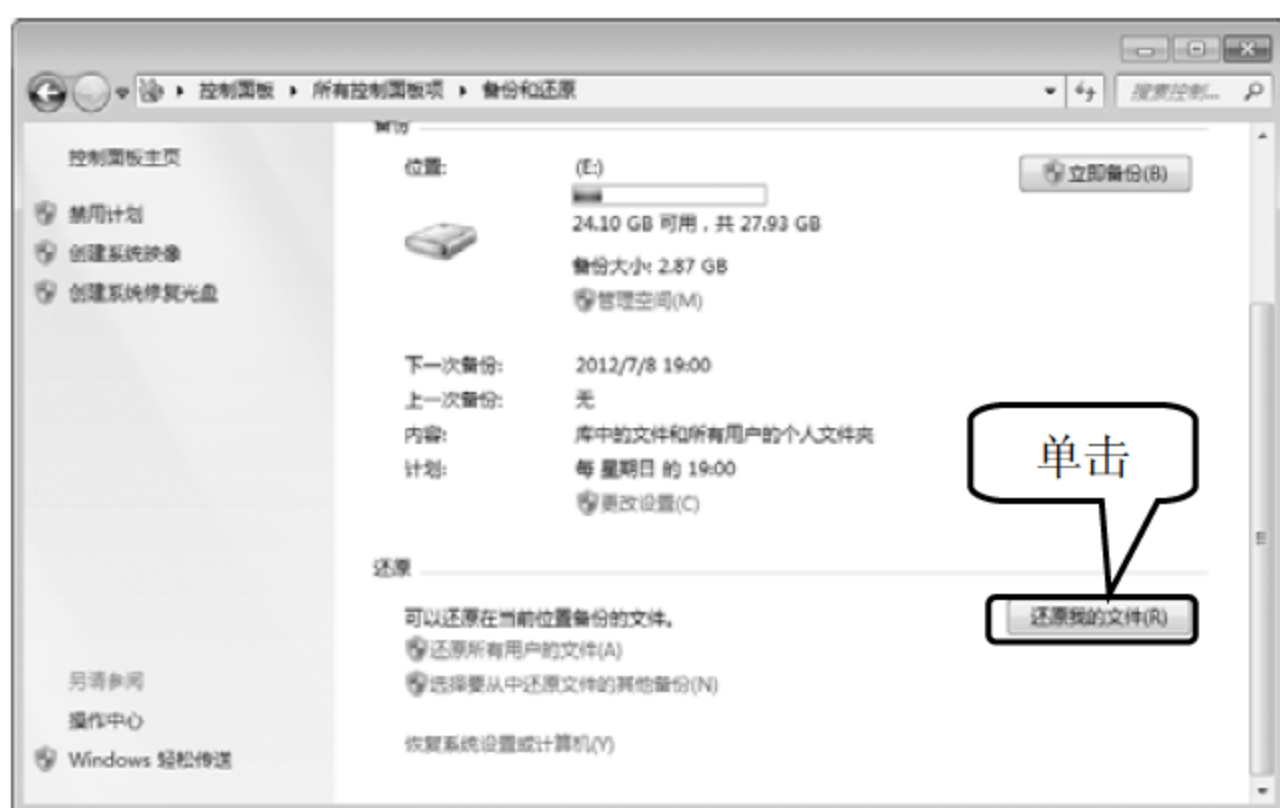 控制面板 ▸ 所有控制面板项 ▸ 备份和还原
搜索控制...
控制面板主页
禁用计划
创建系统映像
创建系统修复光盘
备份
位置: (E:) 立即备份(B)
24.10 GB 可用，共 27.93 GB
备份大小: 2.87 GB
管理空间(M)
下一次备份: 2012/7/8 19:00
上一次备份: 无
内容: 库中的文件和所有用户的个人文件夹
计划: 每 星期日 的 19:00
更改设置(C)
单击
还原
可以还原在当前位置备份的文件。 还原我的文件(R)
还原所有用户的文件(A)
选择要从中还原文件的其他备份(N)
恢复系统设置或计算机(Y)
另请参阅
操作中心
Windows 轻松传送